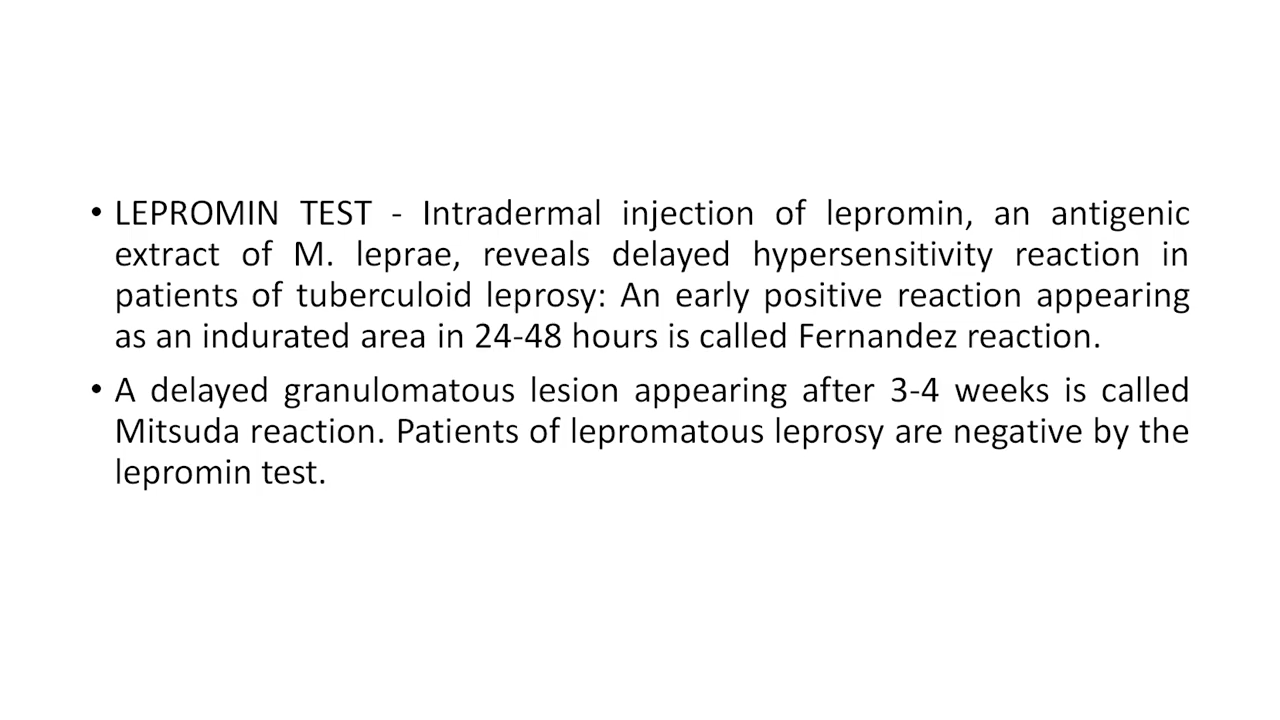 • LEPROMIN TEST - Intradermal injection of lepromin, an antigenic
extract of M. leprae, reveals delayed hypersensitivity reaction in
patients of tuberculoid leprosy: An early positive reaction appearing
as an indurated area in 24-48 hours is called Fernandez reaction.
• A delayed granulomatous lesion appearing after 3-4 weeks is called
Mitsuda reaction. Patients of lepromatous leprosy are negative by the
lepromin test.